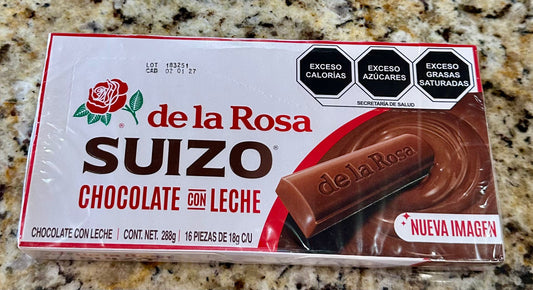 LOT 183251
CAD 02 01 27
EXCESO CALORÍAS
EXCESO AZÚCARES
EXCESO GRASAS SATURADAS
SECRETARÍA DE SALUD
de la Rosa
SUIZO
CHOCOLATE CON LECHE
de la Rosa
NUEVA IMAGEN
CHOCOLATE CON LECHE | CONT. NET. 288g | 16 PIEZAS DE 18g C/U